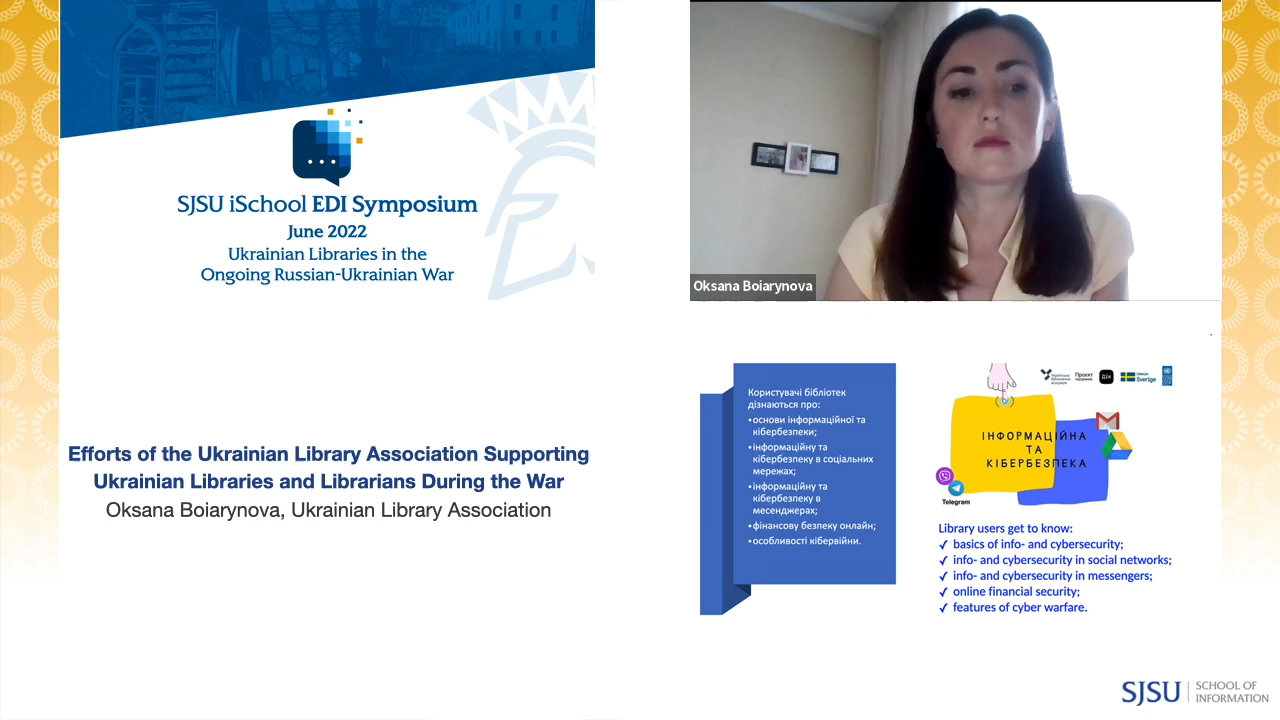 SJSU iSchool EDI Symposium
June 2022
Ukrainian Libraries in the
Ongoing Russian-Ukrainian War
Efforts of the Ukrainian Library Association Supporting
Ukrainian Libraries and Librarians During the War
Oksana Boiarynova, Ukrainian Library Association
Oksana Boiarynova
Користувачі бібліотек
дізнаються про:
•основи інформаційної та
кібербезпеки;
•інформаційну та
кібербезпеку в соціальних
мережах;
•інформаційну та
кібербезпеку в
месенджерах;
•фінансову безпеку онлайн;
•особливості кібервійни.
Дія
Sverige
ІНФОРМАЦІЙНА
ТА
КІБЕРБЕЗПЕКА
Telegram
Library users get to know:
✓ basics of info- and cybersecurity;
✓ info- and cybersecurity in social networks;
✓ info- and cybersecurity in messengers;
✓ online financial security;
✓ features of cyber warfare.
SJSU
SCHOOL OF
INFORMATION